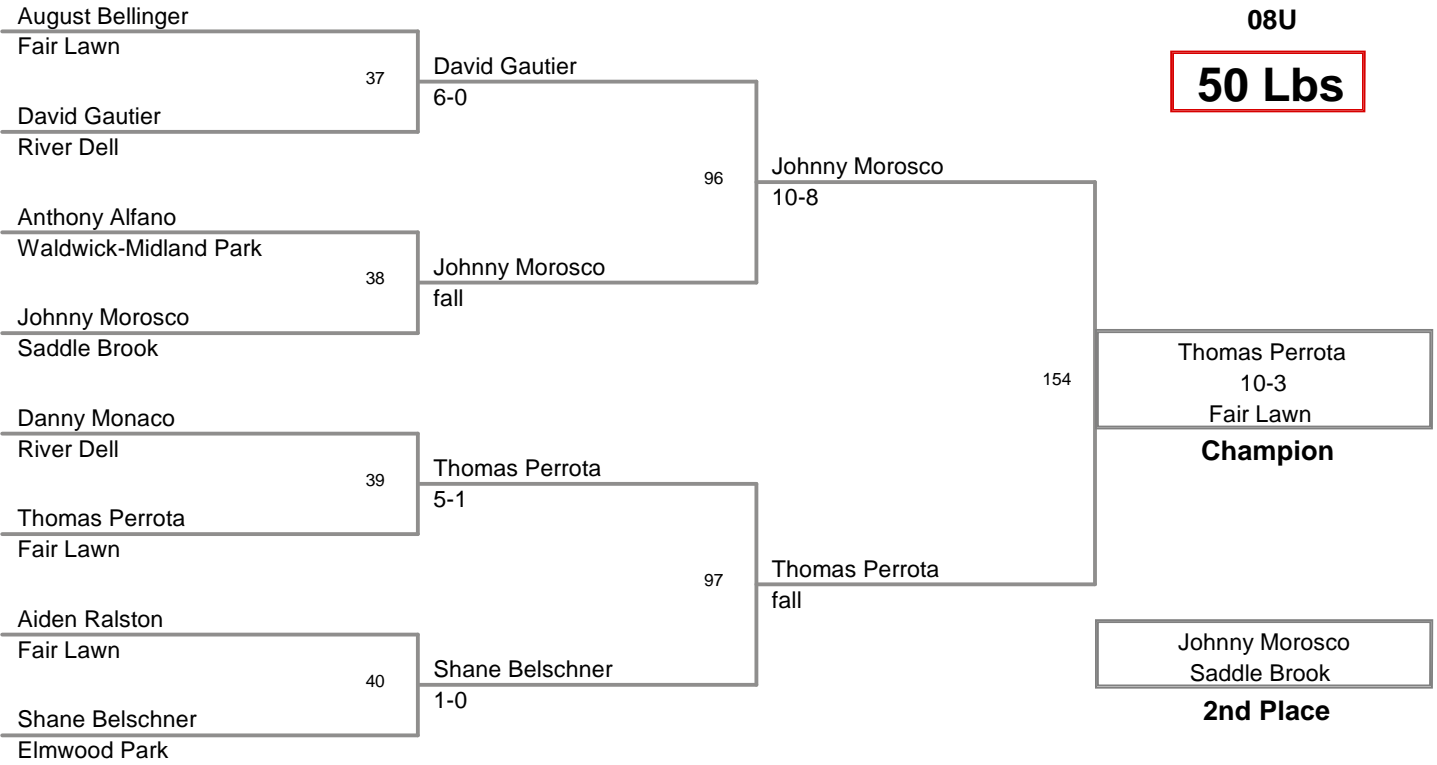 August Bellinger
Fair Lawn
37
David Gautier
River Dell
David Gautier
6-0
Anthony Alfano
Waldwick-Midland Park
38
Johnny Morosco
Saddle Brook
Johnny Morosco
fall
96
Johnny Morosco
10-8
Danny Monaco
River Dell
39
Thomas Perrota
Fair Lawn
Thomas Perrota
5-1
Aiden Ralston
Fair Lawn
40
Shane Belschner
Elmwood Park
Shane Belschner
1-0
97
Thomas Perrota
fall
154
08U
50 Lbs
Thomas Perrota
10-3
Fair Lawn
Champion
Johnny Morosco
Saddle Brook
2nd Place